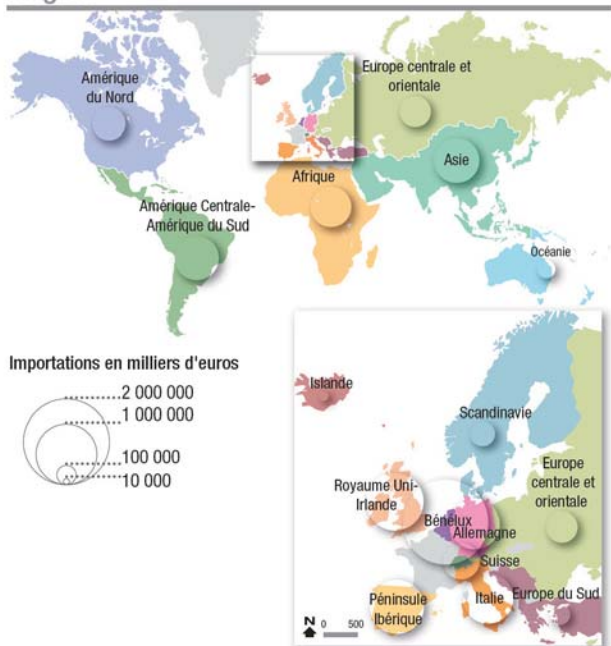 Amérique
du Nord
Europe centrale et
orientale
Asie
Afrique
Amérique Centrale-
Amérique du Sud
Océanie
Importations en milliers d'euros
2 000 000
1 000 000
100 000
10 000
Islande
Scandinavie
Royaume Uni-
Irlande
Europe
centrale et
orientale
Bénélux
Allemagne
Suisse
Péninsule
Ibérique
Italie
Europe du Sud
N
0 500